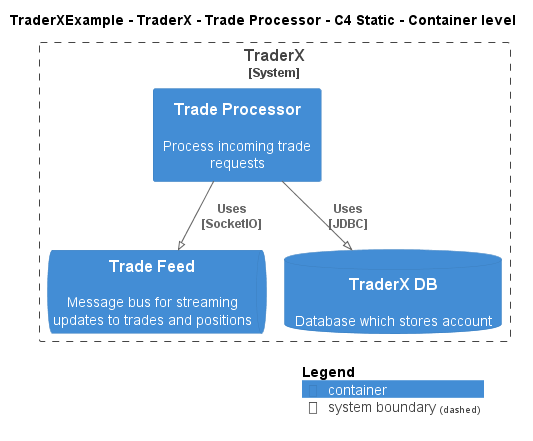 TraderXExample - TraderX - Trade Processor - C4 Static - Container level
TraderX
[System]
Trade Processor
Process incoming trade
requests
Uses
[SocketIO]
Uses
[JDBC]
Trade Feed
Message bus for streaming
updates to trades and positions
TraderX DB
Database which stores account
Legend
container
system boundary (dashed)